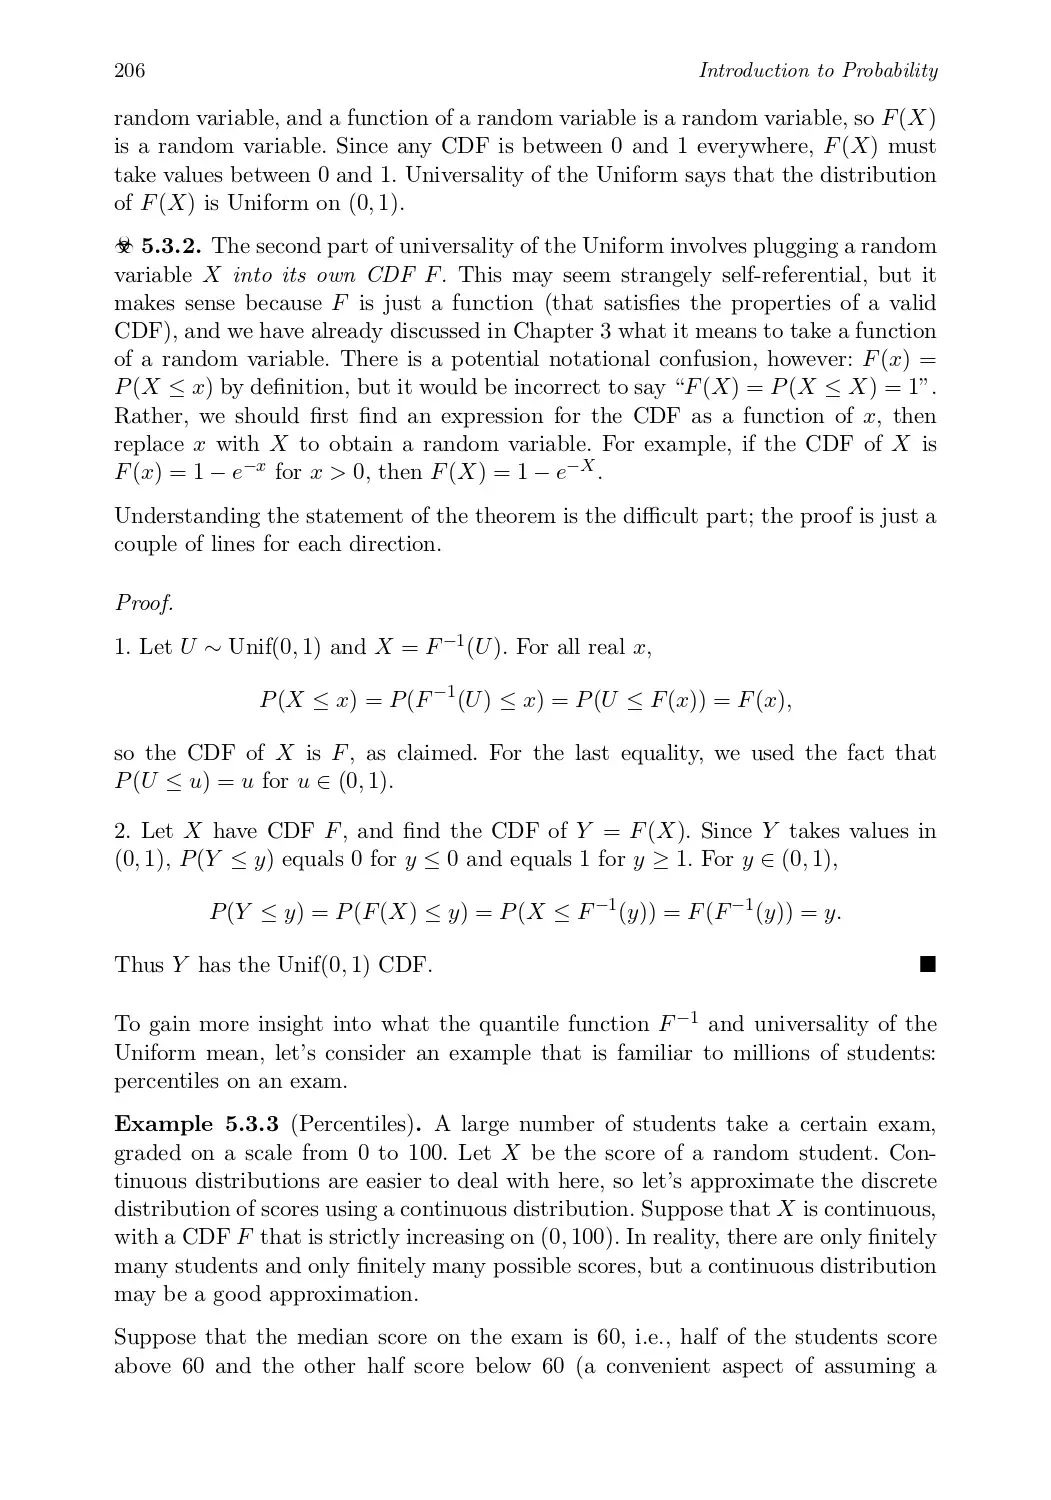 206 Introduction to Probability
random variable, and a function of a random variable is a random variable, so F(X)
is a random variable. Since any CDF is between 0 and 1 everywhere, F(X) must
take values between 0 and 1. Universality of the Uniform says that the distribution
of F(X) is Uniform on (0, 1).
☣ 5.3.2. The second part of universality of the Uniform involves plugging a random
variable X into its own CDF F. This may seem strangely self-referential, but it
makes sense because F is just a function (that satisfies the properties of a valid
CDF), and we have already discussed in Chapter 3 what it means to take a function
of a random variable. There is a potential notational confusion, however: F(x) =
P(X ≤ x) by definition, but it would be incorrect to say “F(X) = P(X ≤ X) = 1”.
Rather, we should first find an expression for the CDF as a function of x, then
replace x with X to obtain a random variable. For example, if the CDF of X is
F(x) = 1 − e^{−x} for x > 0, then F(X) = 1 − e^{−X}.
Understanding the statement of the theorem is the difficult part; the proof is just a
couple of lines for each direction.
Proof.
1. Let U ∼ Unif(0, 1) and X = F^{−1}(U). For all real x,
P(X ≤ x) = P(F^{−1}(U) ≤ x) = P(U ≤ F(x)) = F(x),
so the CDF of X is F, as claimed. For the last equality, we used the fact that
P(U ≤ u) = u for u ∈ (0, 1).
2. Let X have CDF F, and find the CDF of Y = F(X). Since Y takes values in
(0, 1), P(Y ≤ y) equals 0 for y ≤ 0 and equals 1 for y ≥ 1. For y ∈ (0, 1),
P(Y ≤ y) = P(F(X) ≤ y) = P(X ≤ F^{−1}(y)) = F(F^{−1}(y)) = y.
Thus Y has the Unif(0, 1) CDF. ■
To gain more insight into what the quantile function F^{−1} and universality of the
Uniform mean, let’s consider an example that is familiar to millions of students:
percentiles on an exam.
Example 5.3.3 (Percentiles). A large number of students take a certain exam,
graded on a scale from 0 to 100. Let X be the score of a random student. Con-
tinuous distributions are easier to deal with here, so let’s approximate the discrete
distribution of scores using a continuous distribution. Suppose that X is continuous,
with a CDF F that is strictly increasing on (0, 100). In reality, there are only finitely
many students and only finitely many possible scores, but a continuous distribution
may be a good approximation.
Suppose that the median score on the exam is 60, i.e., half of the students score
above 60 and the other half score below 60 (a convenient aspect of assuming a